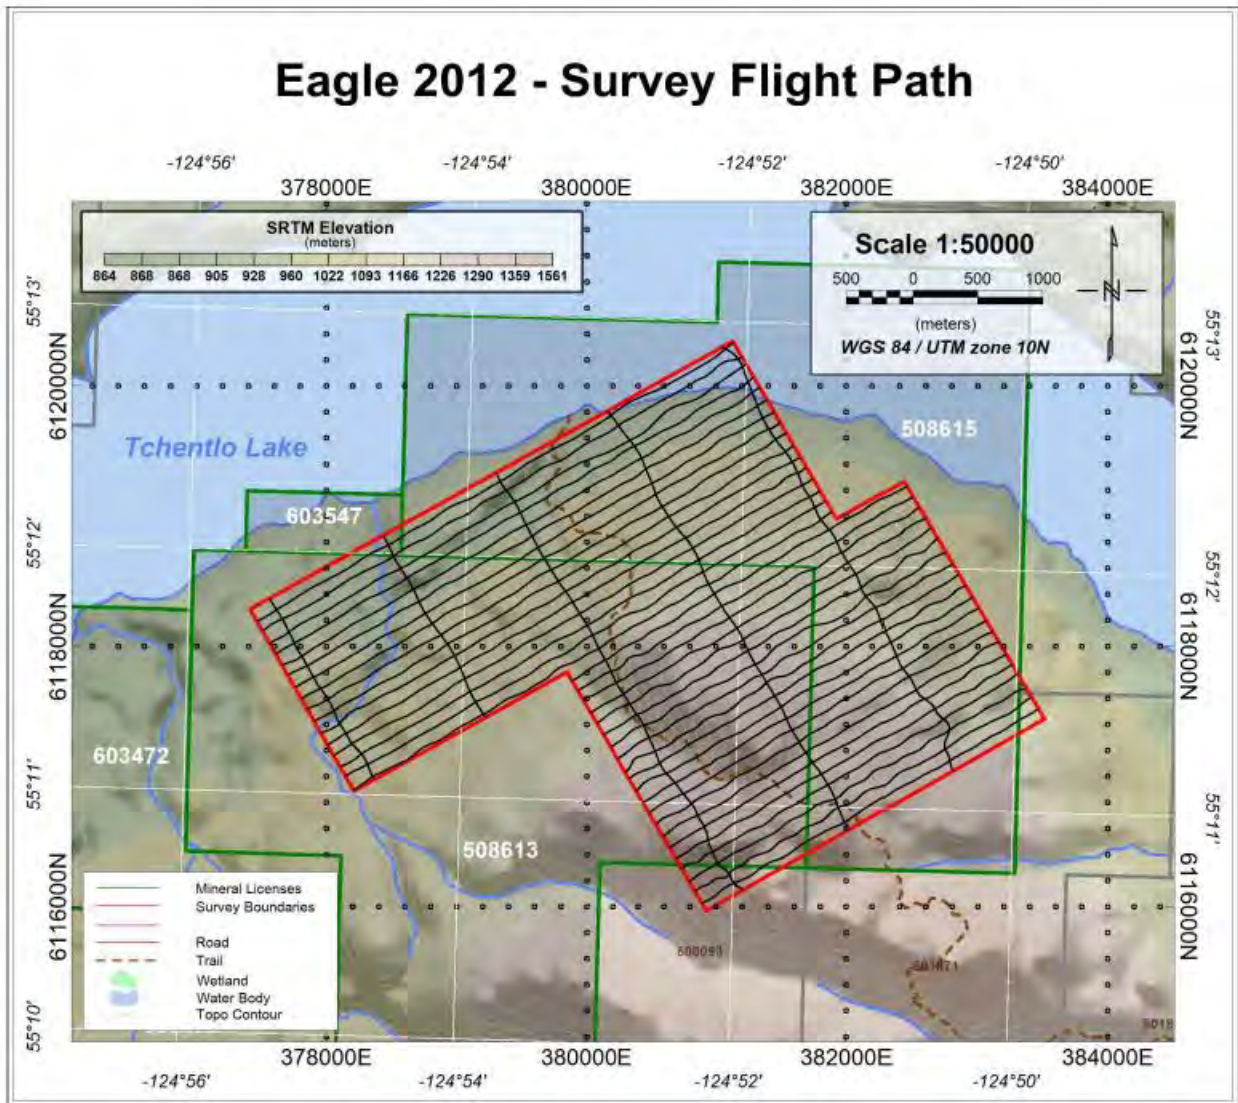 Eagle 2012 - Survey Flight Path
-124°56' -124°54' -124°52' -124°50'
378000E 380000E 382000E 384000E
SRTM Elevation
(meters)
864 868 868 905 928 960 1022 1093 1166 1226 1290 1359 1561
Scale 1:50000
500 0 500 1000
(meters)
WGS 84 / UTM zone 10N
N
55°13'
55°13'
6120000N
6120000N
Tchentlo Lake
508615
603547
55°12'
55°12'
6118000N
6118000N
603472
55°11'
55°11'
508613
6116000N
6116000N
Mineral Licenses
Survey Boundaries
Road
Trail
Wetland
Water Body
Topo Contour
55°10'
378000E 380000E 382000E 384000E
-124°56' -124°54' -124°52' -124°50'